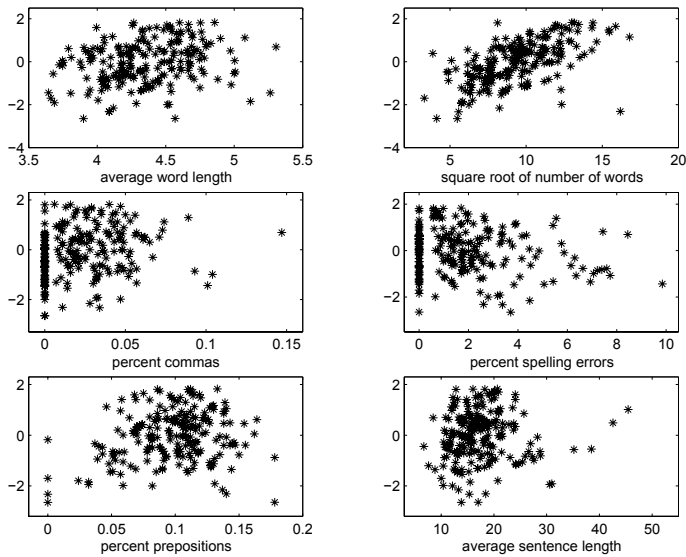 2
0
−2
−4
3.5 4 4.5 5 5.5
average word length
2
0
−2
−4
5 10 15 20
square root of number of words
2
0
−2
0 0.05 0.1 0.15
percent commas
2
0
−2
0 2 4 6 8 10
percent spelling errors
2
0
−2
0 0.05 0.1 0.15 0.2
percent prepositions
2
0
−2
10 20 30 40 50
average sentence length